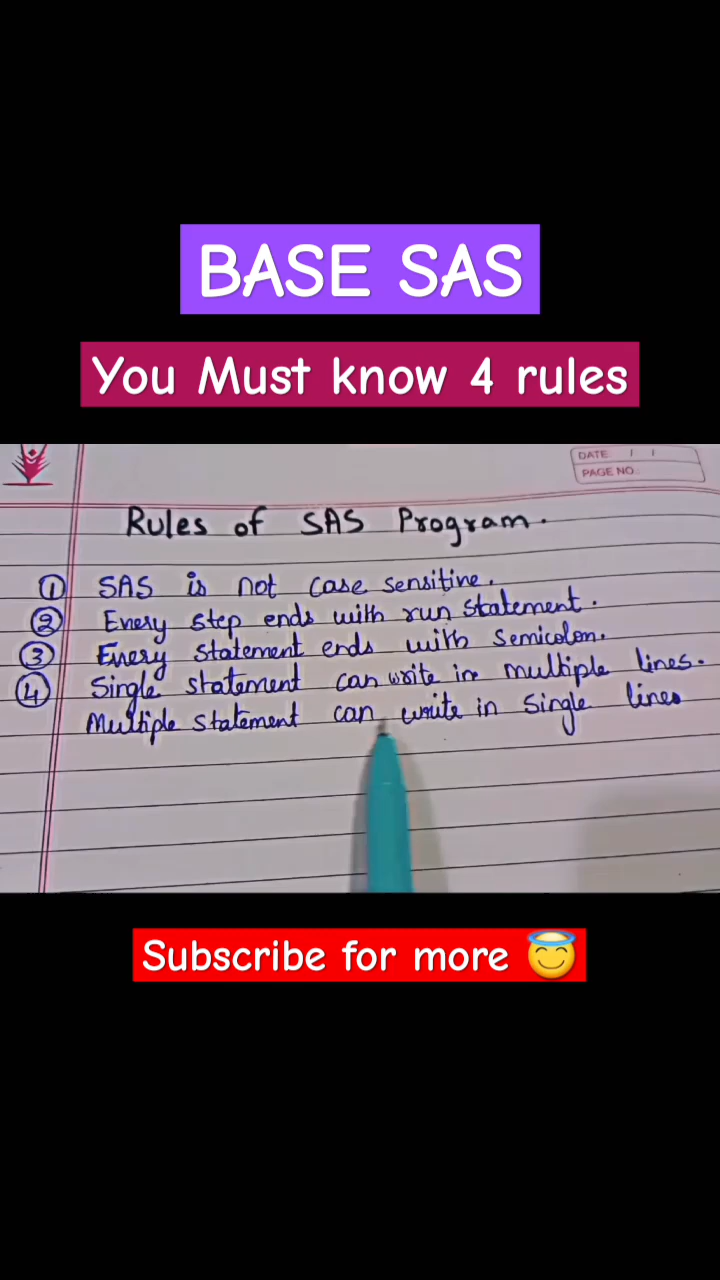 BASE SAS
You Must know 4 rules
DATE / /
PAGE NO.
Rules of SAS Program.
① SAS is not case sensitive.
② Every step ends with run statement.
③ Every statement ends with semicolon.
④ Single statement can write in multiple lines.
Multiple statement can write in single lines
Subscribe for more 😇